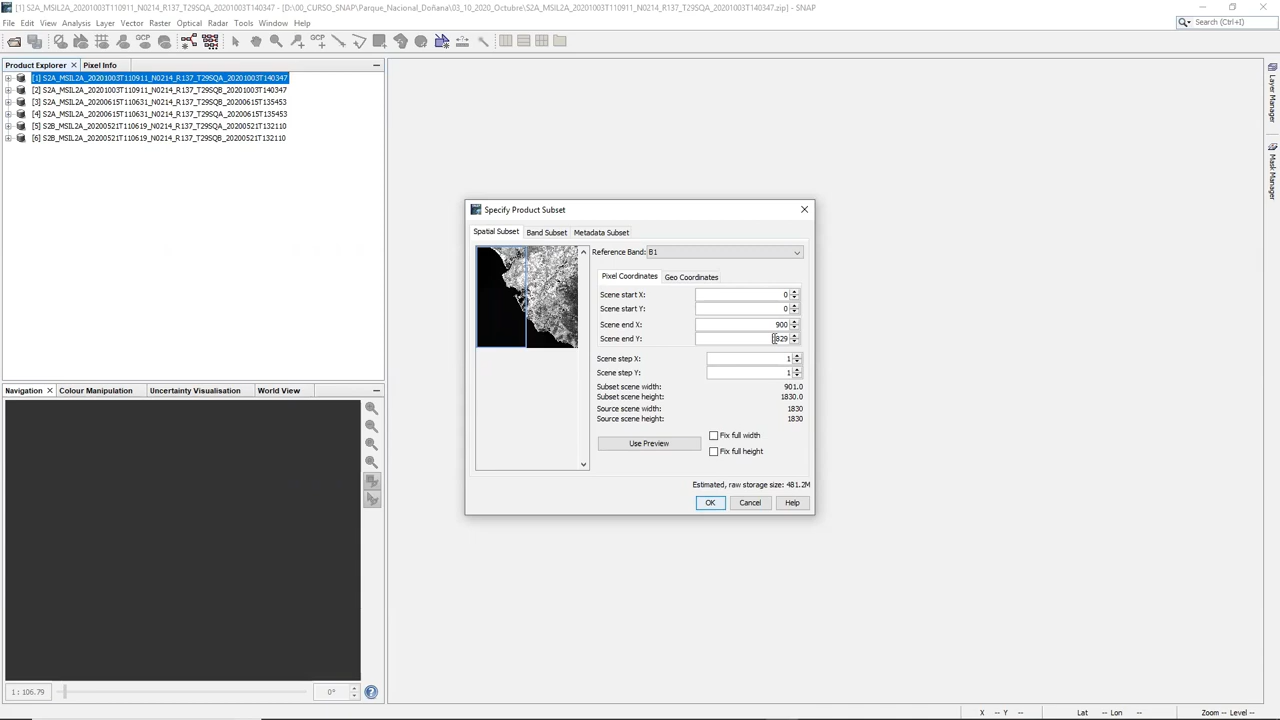 [1] S2A_MSIL2A_20201003T110911_N0214_R137_T29SQA_20201003T140347 - [D:\00_CURSO_SNAP\Parque_Nacional_Doñana\03_10_2020_Octubre\S2A_MSIL2A_20201003T110911_N0214_R137_T29SQA_20201003T140347.zip] - SNAP
File Edit View Analysis Layer Vector Raster Optical Radar Tools Window Help
Search (Ctrl+I)
GCP GCP
Product Explorer Pixel Info
[1] S2A_MSIL2A_20201003T110911_N0214_R137_T29SQA_20201003T140347
[2] S2A_MSIL2A_20201003T110911_N0214_R137_T29SQB_20201003T140347
[3] S2A_MSIL2A_20200615T110631_N0214_R137_T29SQB_20200615T135453
[4] S2A_MSIL2A_20200615T110631_N0214_R137_T29SQA_20200615T135453
[5] S2B_MSIL2A_20200521T110619_N0214_R137_T29SQA_20200521T132110
[6] S2B_MSIL2A_20200521T110619_N0214_R137_T29SQB_20200521T132110
Layer Manager
Mask Manager
Specify Product Subset
Spatial Subset Band Subset Metadata Subset
Reference Band: B1
Pixel Coordinates Geo Coordinates
Scene start X: 0
Scene start Y: 0
Scene end X: 900
Scene end Y:
Scene step X: 1
Scene step Y: 1
Subset scene width: 901.0
Subset scene height: 1830.0
Source scene width: 1830
Source scene height: 1830
Use Preview
Fix full width
Fix full height
Estimated, raw storage size: 481.2M
OK Cancel Help
Navigation Colour Manipulation Uncertainty Visualisation World View
1 : 106.79 0°
X -- Y -- Lat -- Lon -- Zoom -- Level --